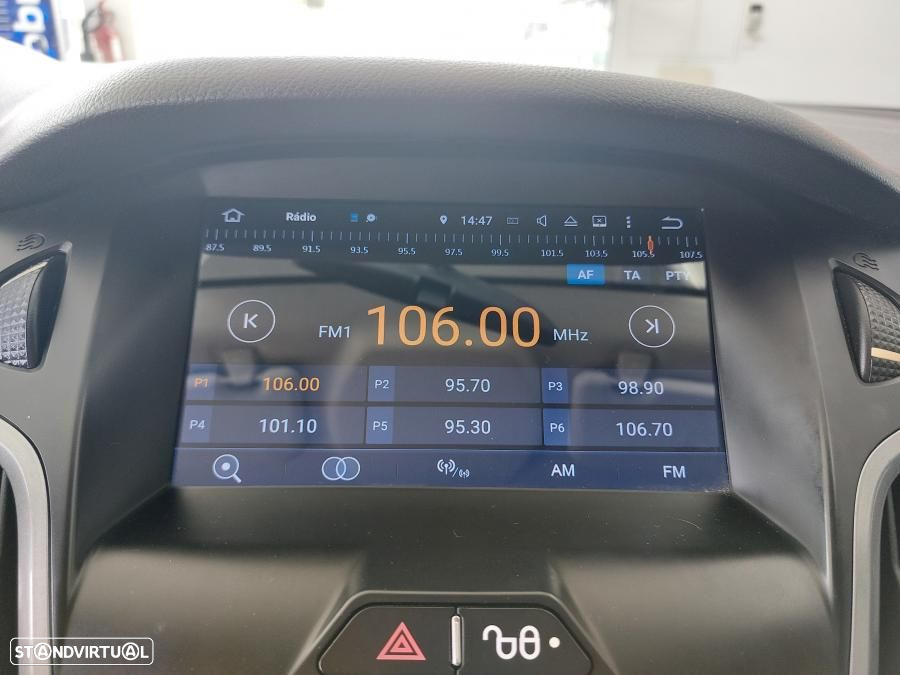 Rádio 14:47
87.5 89.5 91.5 93.5 95.5 97.5 99.5 101.5 103.5 105.5 107.5
AF TA PTY
FM1 106.00 MHz
P1 106.00 P2 95.70 P3 98.90
P4 101.10 P5 95.30 P6 106.70
AM FM
STANDVIRTUAL